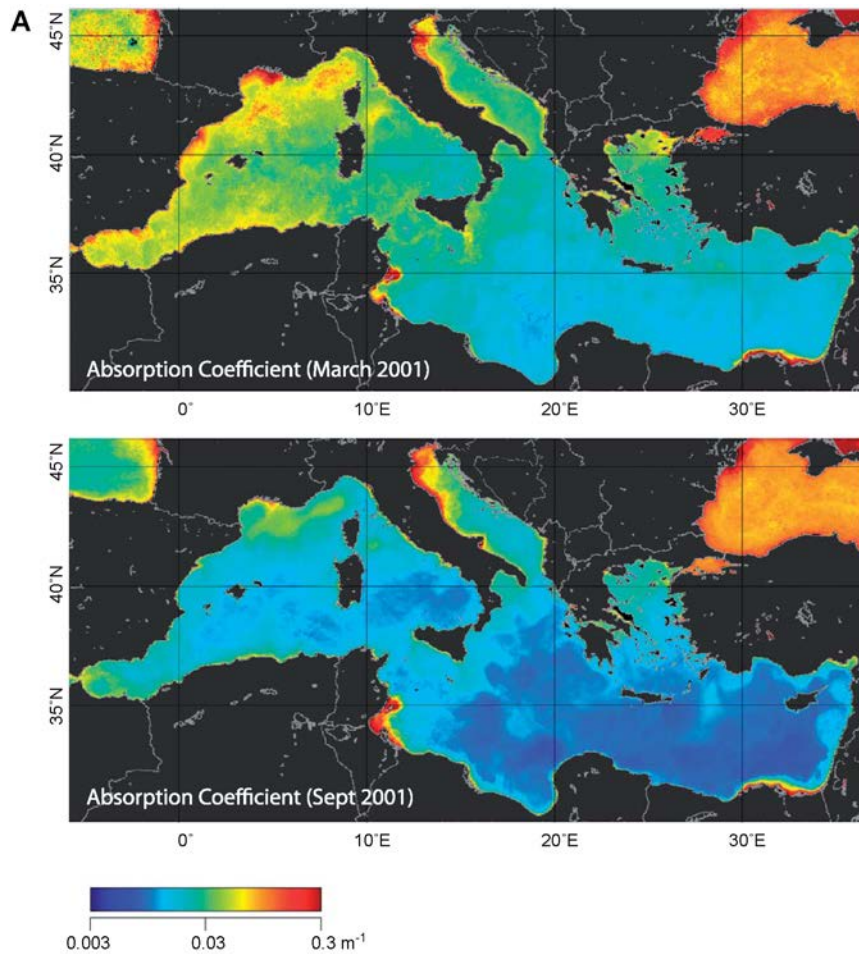 A
45°N
40°N
35°N
Absorption Coefficient (March 2001)
0° 10°E 20°E 30°E
45°N
40°N
35°N
Absorption Coefficient (Sept 2001)
0° 10°E 20°E 30°E
0.003 0.03 0.3 m⁻¹